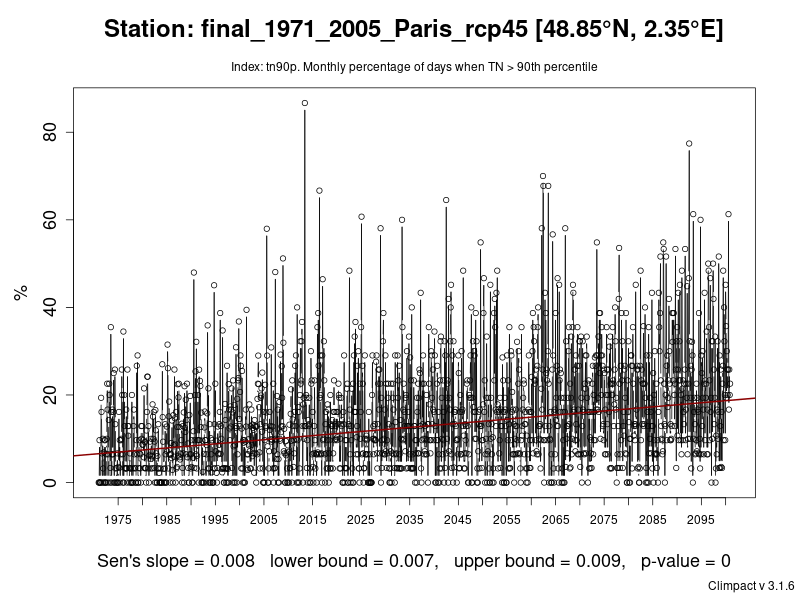 Station: final_1971_2005_Paris_rcp45 [48.85°N, 2.35°E]
Index: tn90p. Monthly percentage of days when TN > 90th percentile
%
80
60
40
20
0
1975 1985 1995 2005 2015 2025 2035 2045 2055 2065 2075 2085 2095
Sen's slope = 0.008 lower bound = 0.007, upper bound = 0.009, p-value = 0
Climpact v 3.1.6